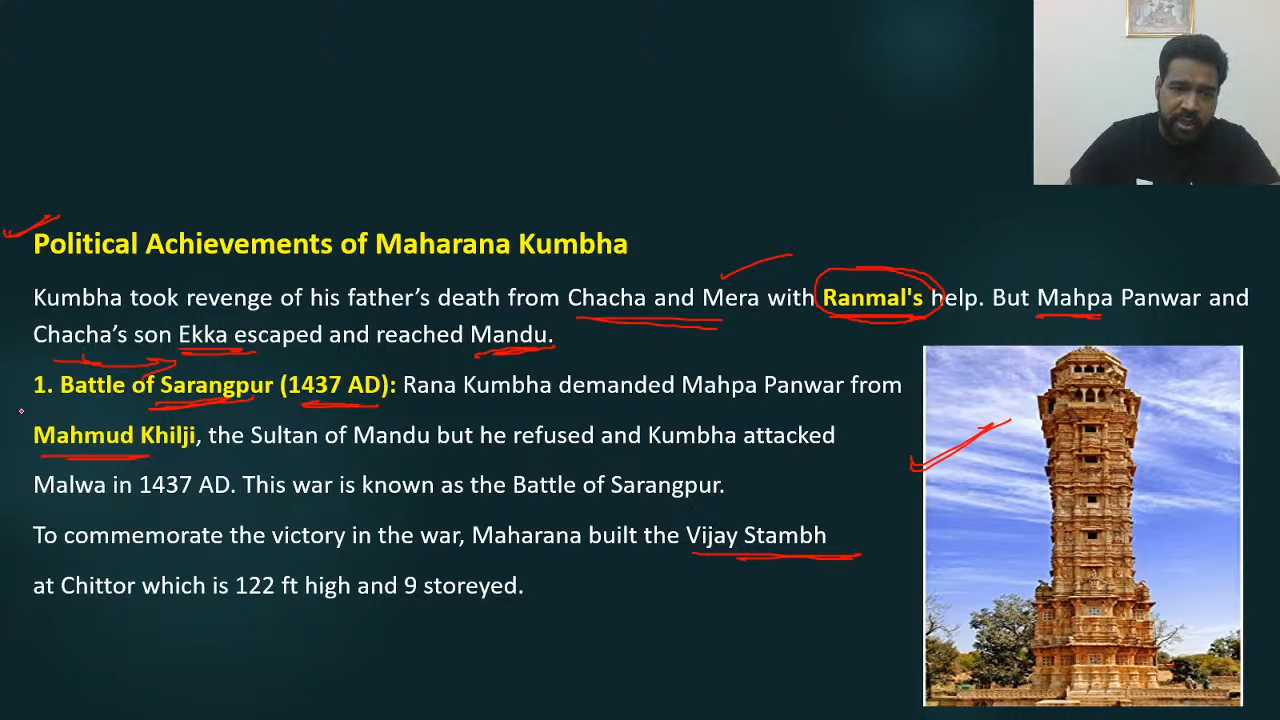 Political Achievements of Maharana Kumbha
Kumbha took revenge of his father's death from Chacha and Mera with Ranmal's help. But Mahpa Panwar and
Chacha's son Ekka escaped and reached Mandu.
1. Battle of Sarangpur (1437 AD): Rana Kumbha demanded Mahpa Panwar from
Mahmud Khilji, the Sultan of Mandu but he refused and Kumbha attacked
Malwa in 1437 AD. This war is known as the Battle of Sarangpur.
To commemorate the victory in the war, Maharana built the Vijay Stambh
at Chittor which is 122 ft high and 9 storeyed.